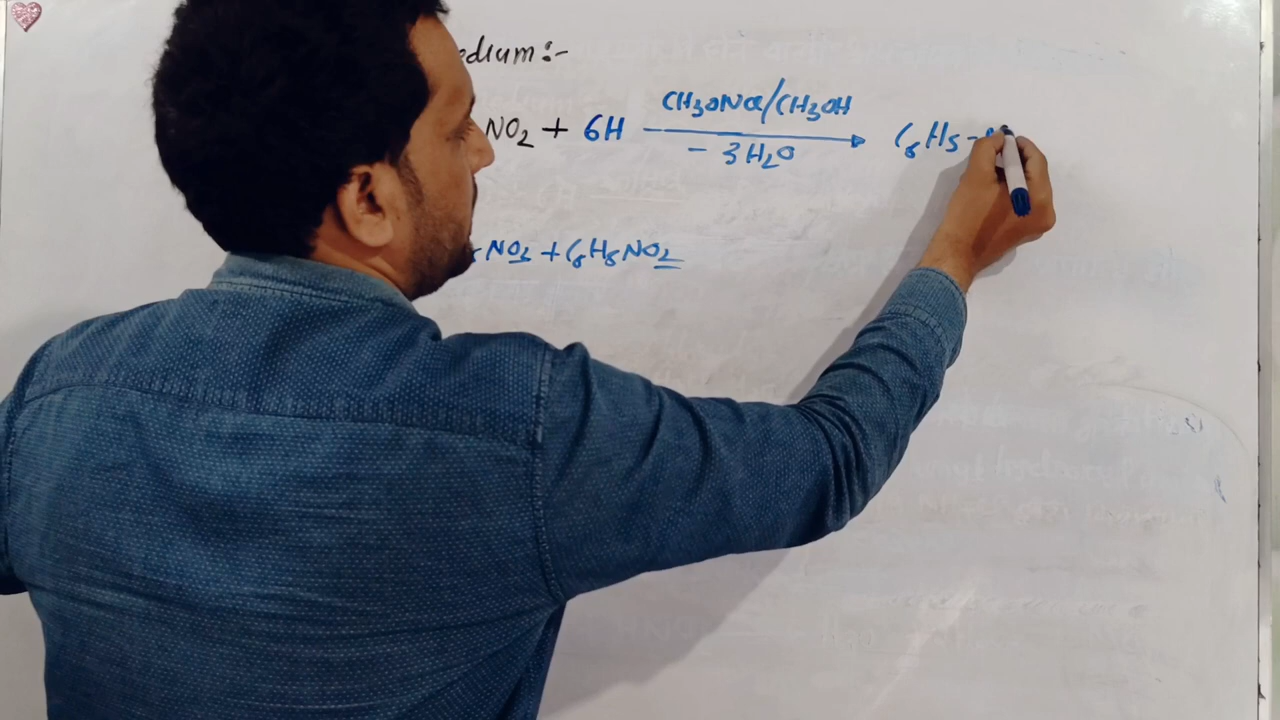 edium:-
NO2 + 6H CH3ONa/CH3OH C6H5-
- 3H2O
NO2 + C6H5NO2